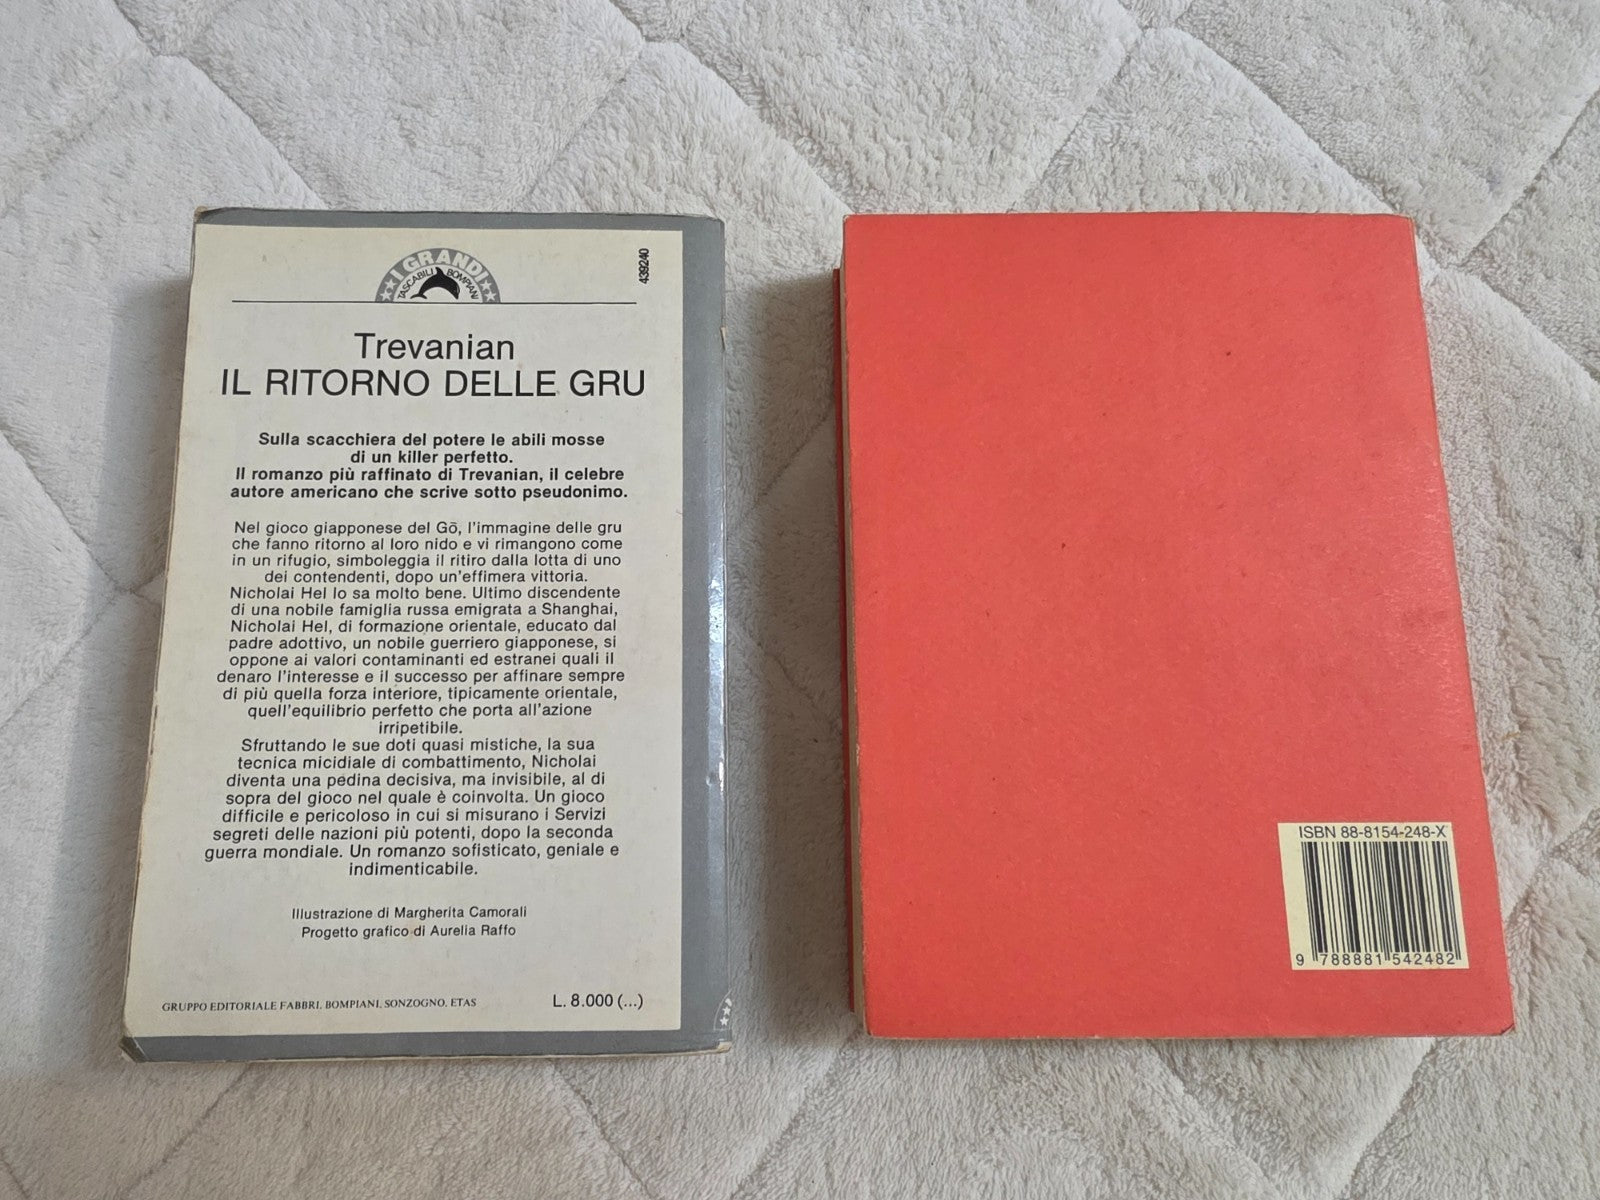 I GRANDI
TASCABILI BOMPIANI
439240
Trevanian
IL RITORNO DELLE GRU
Sulla scacchiera del potere le abili mosse
di un killer perfetto.
Il romanzo più raffinato di Trevanian, il celebre
autore americano che scrive sotto pseudonimo.
Nel gioco giapponese del Gō, l'immagine delle gru
che fanno ritorno al loro nido e vi rimangono come
in un rifugio, simboleggia il ritiro dalla lotta di uno
dei contendenti, dopo un'effimera vittoria.
Nicholai Hel lo sa molto bene. Ultimo discendente
di una nobile famiglia russa emigrata a Shanghai,
Nicholai Hel, di formazione orientale, educato dal
padre adottivo, un nobile guerriero giapponese, si
oppone ai valori contaminanti ed estranei quali il
denaro l'interesse e il successo per affinare sempre
di più quella forza interiore, tipicamente orientale,
quell'equilibrio perfetto che porta all'azione
irripetibile.
Sfruttando le sue doti quasi mistiche, la sua
tecnica micidiale di combattimento, Nicholai
diventa una pedina decisiva, ma invisibile, al di
sopra del gioco nel quale è coinvolta. Un gioco
difficile e pericoloso in cui si misurano i Servizi
segreti delle nazioni più potenti, dopo la seconda
guerra mondiale. Un romanzo sofisticato, geniale e
indimenticabile.
Illustrazione di Margherita Camorali
Progetto grafico di Aurelia Raffo
GRUPPO EDITORIALE FABBRI, BOMPIANI, SONZOGNO, ETAS
L. 8.000 (...)
ISBN 88-8154-248-X
9 788881 542482